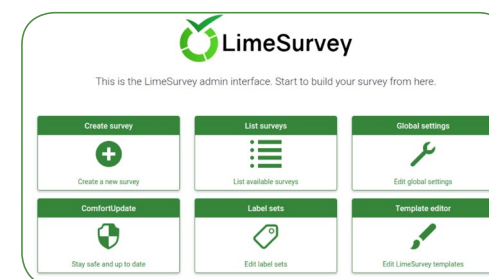 LimeSurvey
This is the LimeSurvey admin interface. Start to build your survey from here.
Create survey
List surveys
Global settings
Create a new survey
List available surveys
Edit global settings
ComfortUpdate
Label sets
Template editor
Stay safe and up to date
Edit label sets
Edit LimeSurvey templates